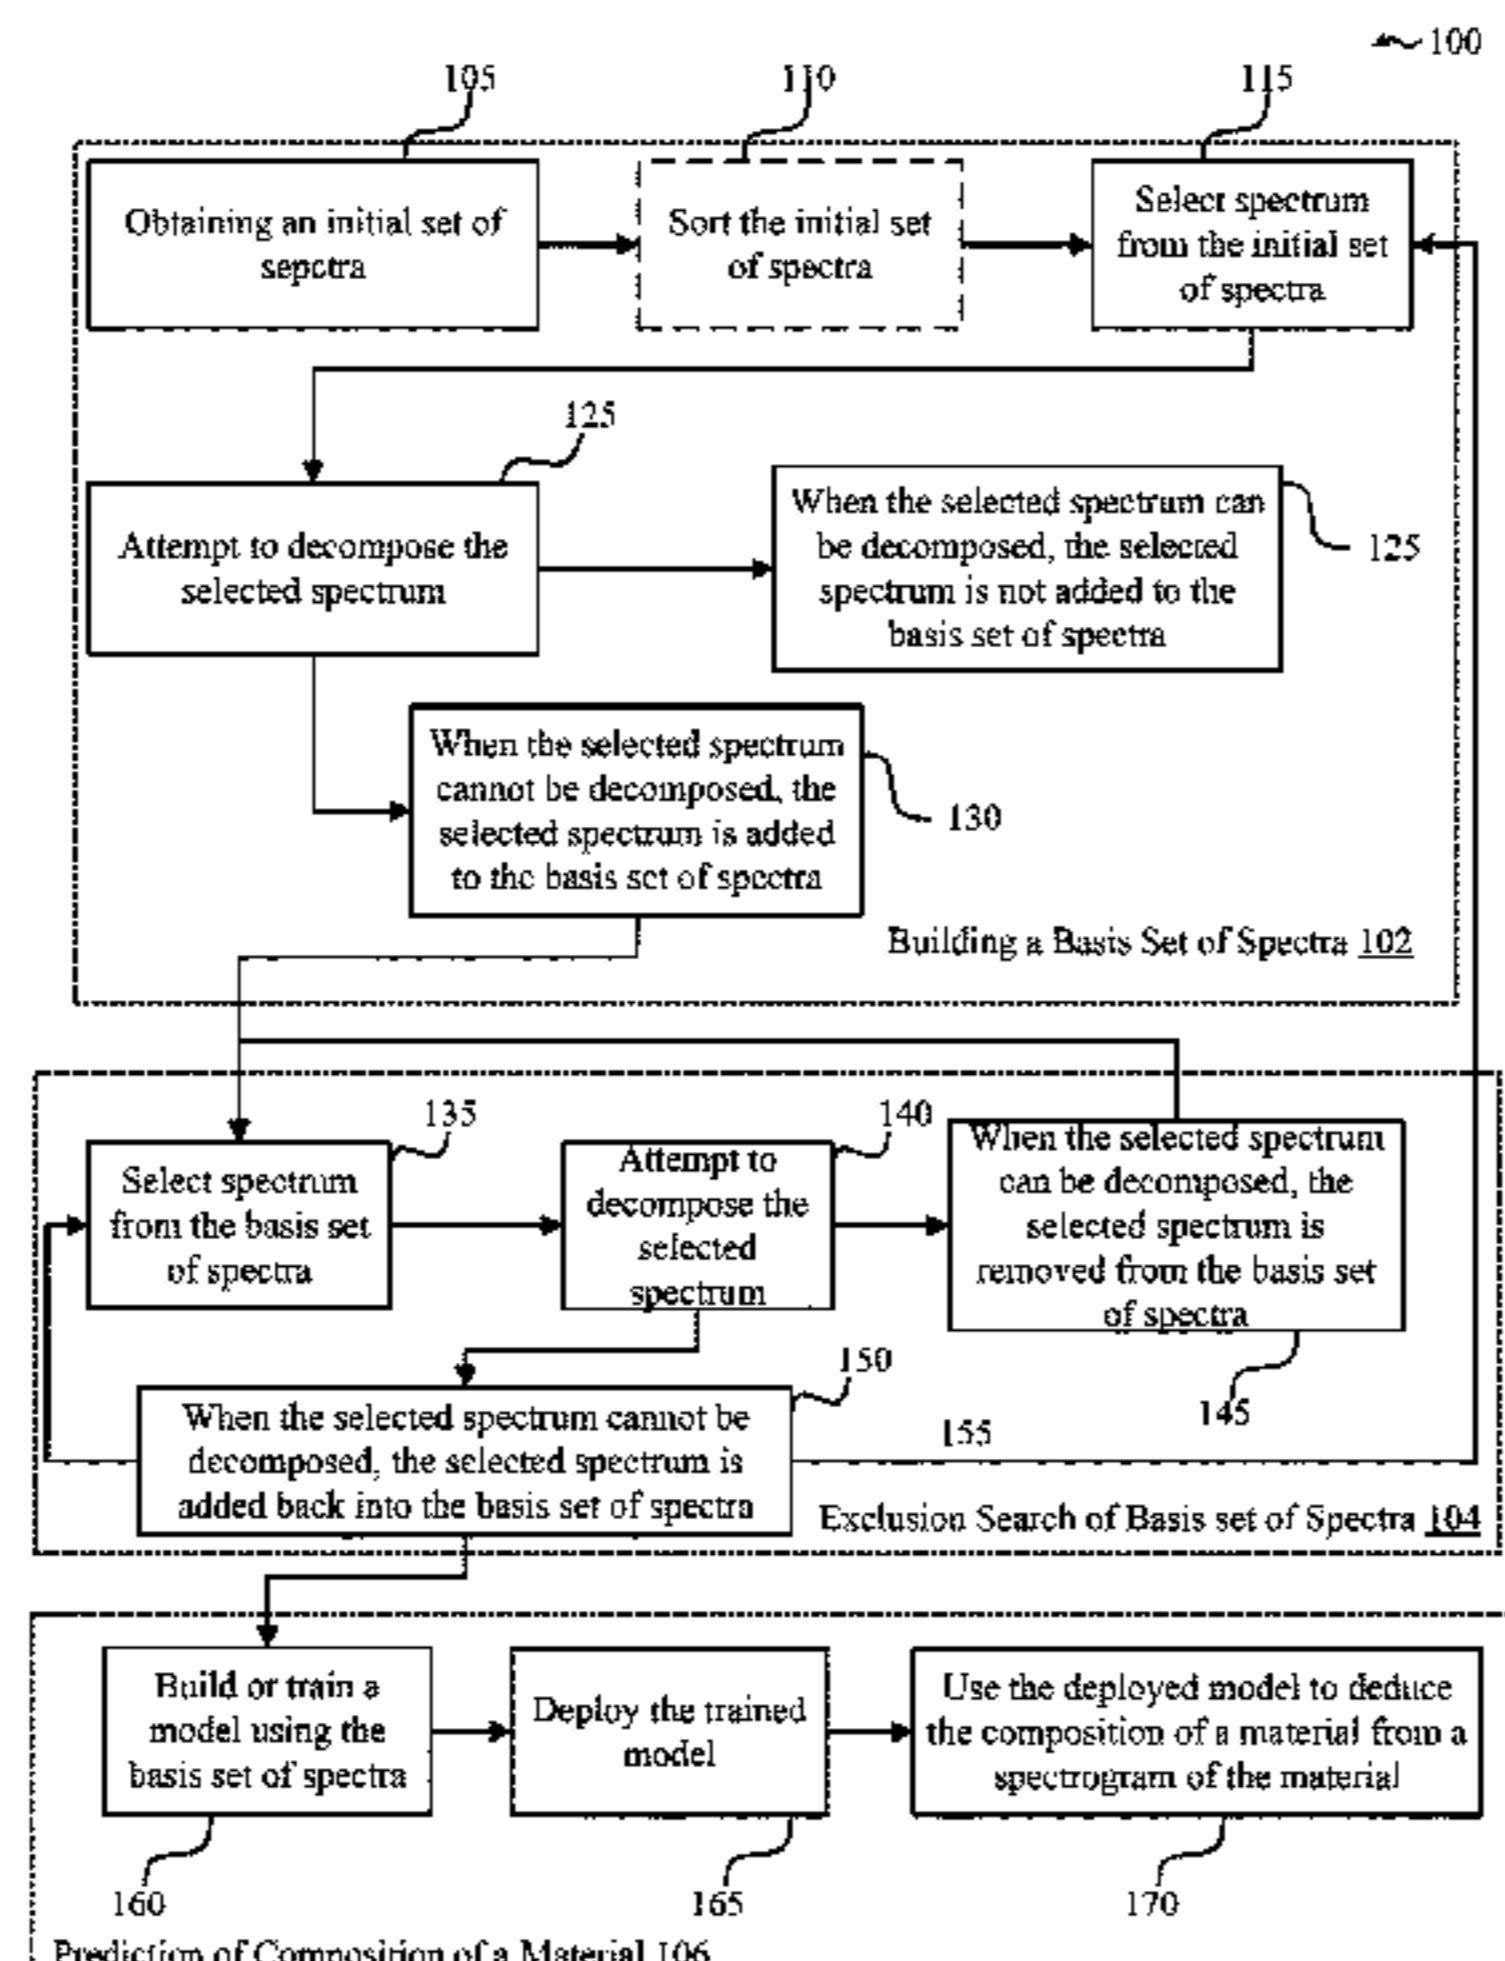 100
105
110
115
Obtaining an initial set of
sepctra
Sort the initial set
of spectra
Select spectrum
from the initial set
of spectra
125
Attempt to decompose the
selected spectrum
When the selected spectrum can
be decomposed, the selected
spectrum is not added to the
basis set of spectra
125
When the selected spectrum
cannot be decomposed, the
selected spectrum is added
to the basis set of spectra
130
Building a Basis Set of Spectra 102
135
140
Select spectrum
from the basis set
of spectra
Attempt to
decompose the
selected
spectrum
When the selected spectrum
can be decomposed, the
selected spectrum is
removed from the basis set
of spectra
150
145
155
When the selected spectrum cannot be
decomposed, the selected spectrum is
added back into the basis set of spectra
Exclusion Search of Basis set of Spectra 104
Build or train a
model using the
basis set of spectra
Deploy the trained
model
Use the deployed model to deduce
the composition of a material from a
spectrogram of the material
160
165
170
Prediction of Composition of a Material 106